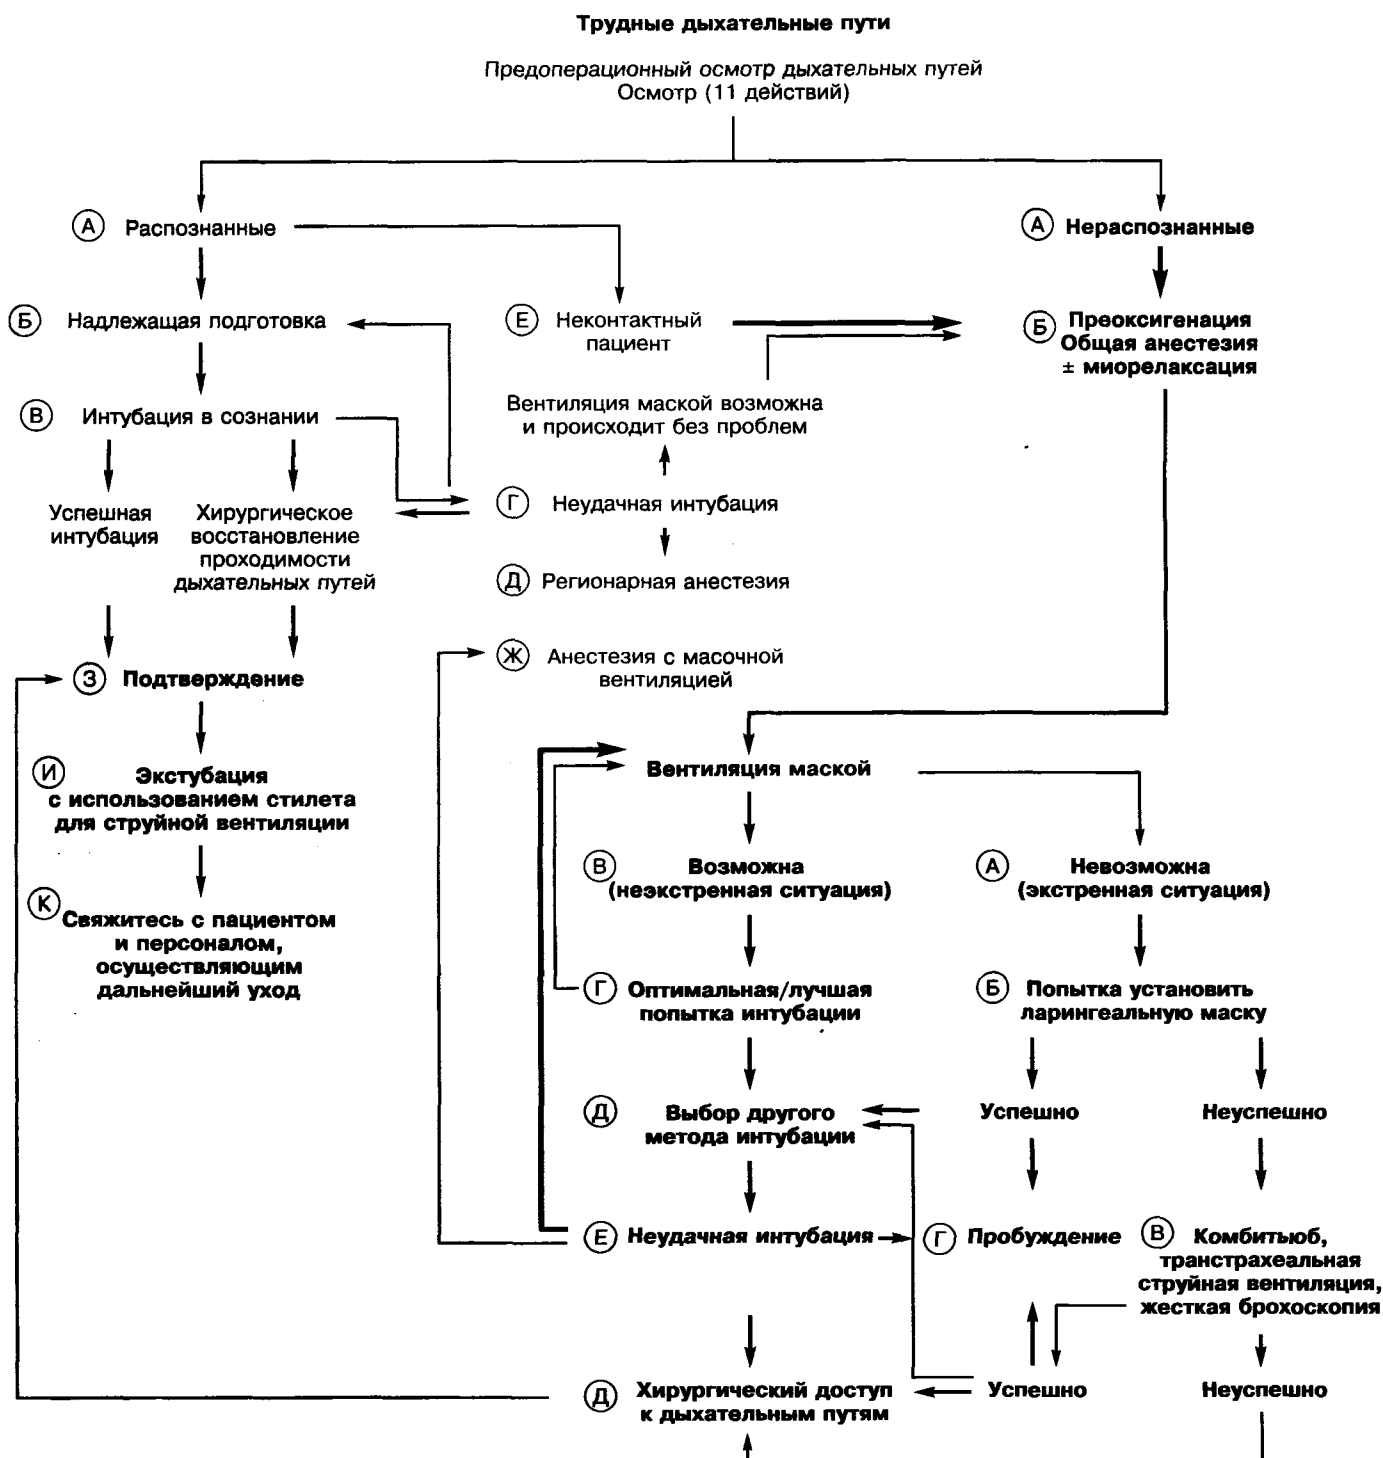 Трудные дыхательные пути
Предоперационный осмотр дыхательных путей
Осмотр (11 действий)
А Распознанные
А Нераспознанные
Б Надлежащая подготовка
Е Неконтактный
пациент
Б Преоксигенация
Общая анестезия
± миорелаксация
В Интубация в сознании
Вентиляция маской возможна
и происходит без проблем
Успешная
интубация
Хирургическое
восстановление
проходимости
дыхательных путей
Г Неудачная интубация
Д Регионарная анестезия
Ж Анестезия с масочной
вентиляцией
З Подтверждение
И Экстубация
с использованием стилета
для струйной вентиляции
К Свяжитесь с пациентом
и персоналом,
осуществляющим
дальнейший уход
Вентиляция маской
В Возможна
(неэкстренная ситуация)
А Невозможна
(экстренная ситуация)
Г Оптимальная/лучшая
попытка интубации
Б Попытка установить
ларингеальную маску
Д Выбор другого
метода интубации
Успешно
Неуспешно
Е Неудачная интубация
Г Пробуждение
В Комбитьюб,
транстрахеальная
струйная вентиляция,
жесткая брохоскопия
Д Хирургический доступ
к дыхательным путям
Успешно
Неуспешно